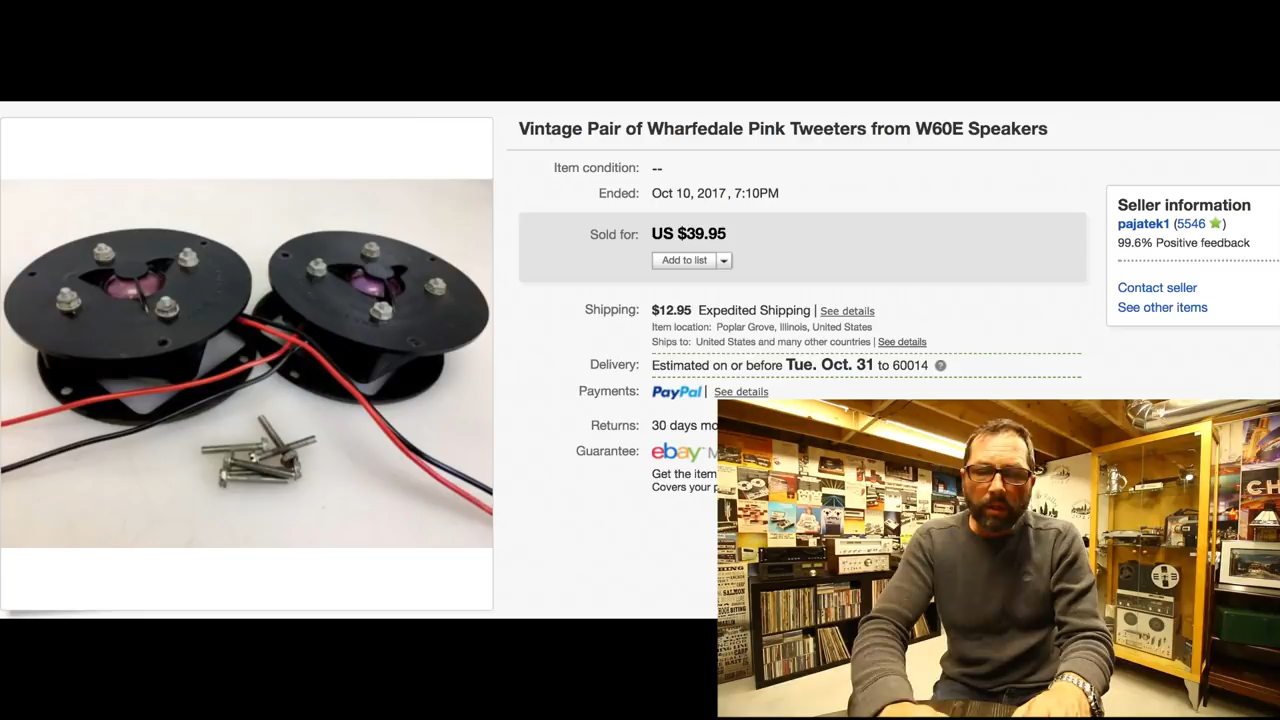 Vintage Pair of Wharfedale Pink Tweeters from W60E Speakers
Item condition: --
Ended: Oct 10, 2017 , 7:10PM
Sold for: US $39.95
Add to list
Shipping: $12.95 Expedited Shipping | See details
Item location: Poplar Grove, Illinois, United States
Ships to: United States and many other countries | See details
Delivery: Estimated on or before Tue. Oct. 31 to 60014
Payments: PayPal | See details
Returns: 30 days mo
Guarantee: ebay M
Get the item
Covers your p
Seller information
pajatek1 (5546)
99.6% Positive feedback
Contact seller
See other items
CH
SALMON